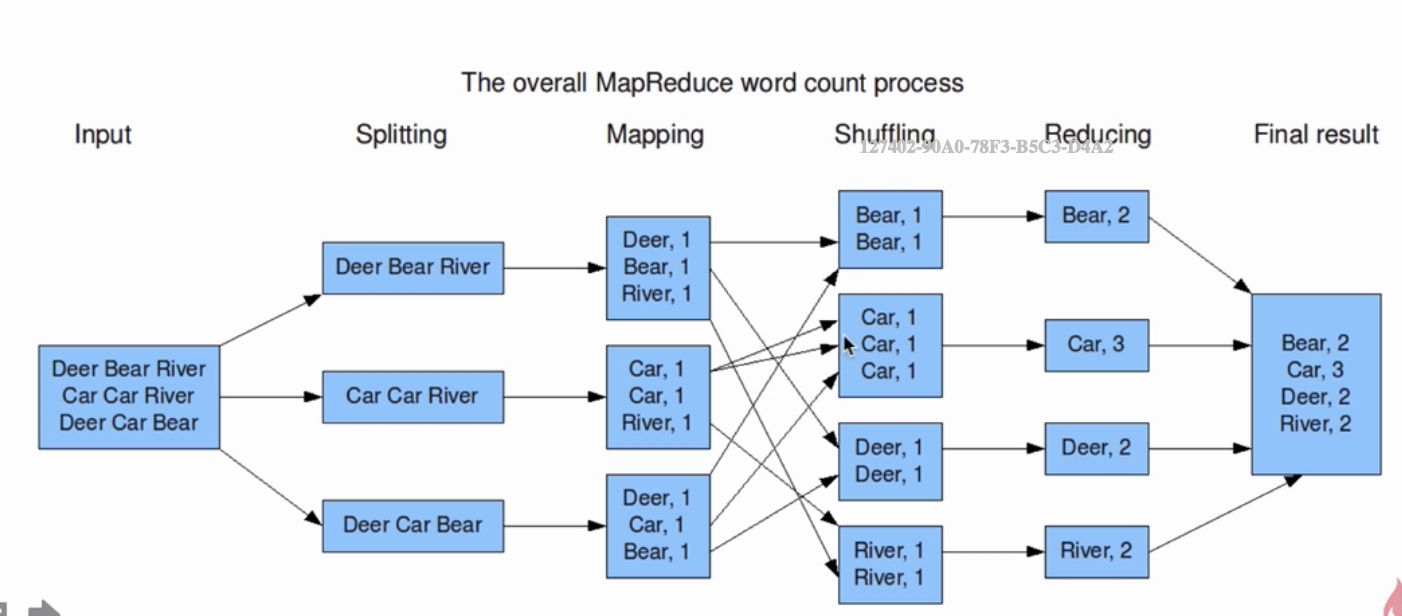 The overall MapReduce word count process
Input
Splitting
Mapping
Shuffling
Reducing
Final result
127402-90A0-78F3-B5C3-D4A2
Deer Bear River
Car Car River
Deer Car Bear
Deer Bear River
Car Car River
Deer Car Bear
Deer, 1
Bear, 1
River, 1
Car, 1
Car, 1
River, 1
Deer, 1
Car, 1
Bear, 1
Bear, 1
Bear, 1
Car, 1
Car, 1
Car, 1
Deer, 1
Deer, 1
River, 1
River, 1
Bear, 2
Car, 3
Deer, 2
River, 2
Bear, 2
Car, 3
Deer, 2
River, 2